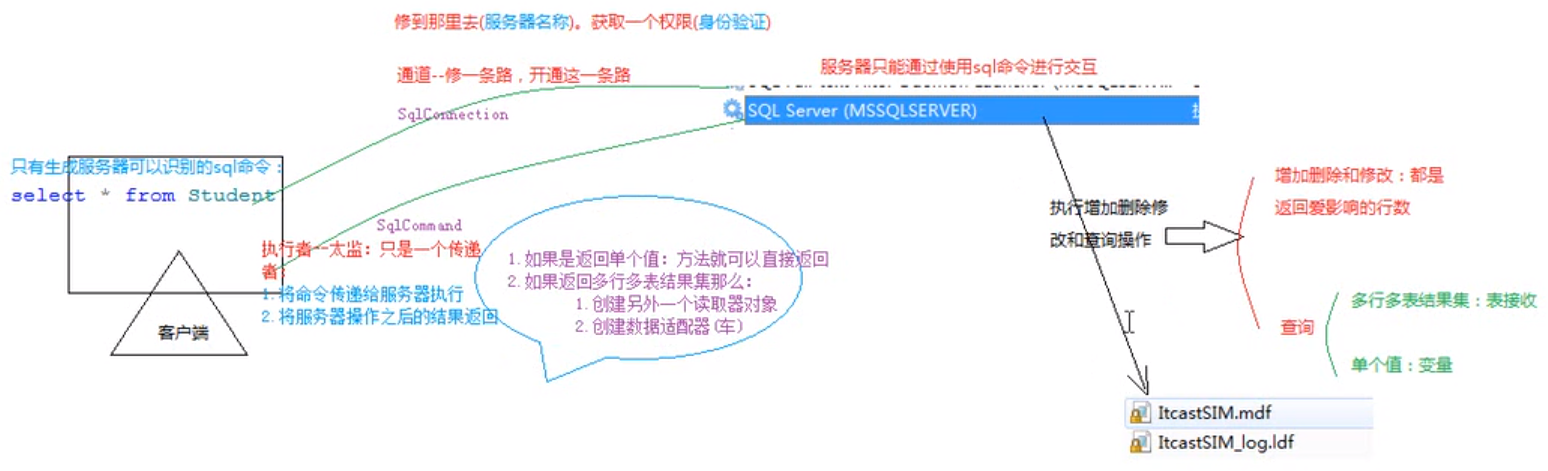 修到那里去(服务器名称)。获取一个权限(身份验证)
通道--修一条路，开通这一条路
服务器只能通过使用sql命令进行交互
SqlConnection
SQL Server (MSSQLSERVER)
只有生成服务器可以识别的sql命令：
select * from Student
SqlCommand
执行者--太监：只是一个传递
者：
1.将命令传递给服务器执行
2.将服务器操作之后的结果返回
客户端
1.如果是返回单个值：方法就可以直接返回
2.如果返回多行多表结果集那么：
1.创建另外一个读取器对象
2.创建数据适配器(车)
执行增加删除修
改和查询操作
增加删除和修改：都是
返回爱影响的行数
查询
多行多表结果集：表接收
单个值：变量
ItcastSIM.mdf
ItcastSIM_log.ldf